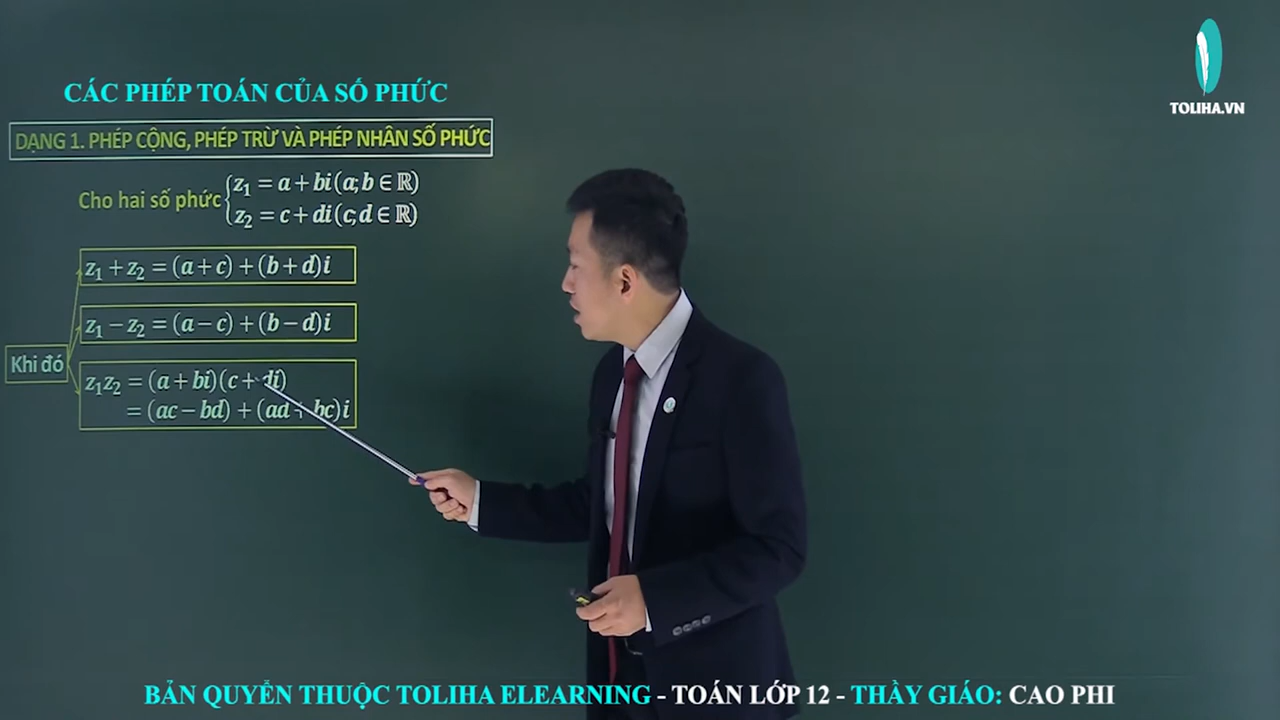 TOLIHA.VN
CÁC PHÉP TOÁN CỦA SỐ PHỨC
DẠNG 1. PHÉP CỘNG, PHÉP TRỪ VÀ PHÉP NHÂN SỐ PHỨC
Cho hai số phức { z₁ = a + bi (a; b ∈ ℝ)
z₂ = c + di (c; d ∈ ℝ)
z₁ + z₂ = (a + c) + (b + d)i
z₁ − z₂ = (a − c) + (b − d)i
Khi đó
z₁z₂ = (a + bi)(c + di)
= (ac − bd) + (ad + bc)i
BẢN QUYỀN THUỘC TOLIHA ELEARNING - TOÁN LỚP 12 - THẦY GIÁO: CAO PHI